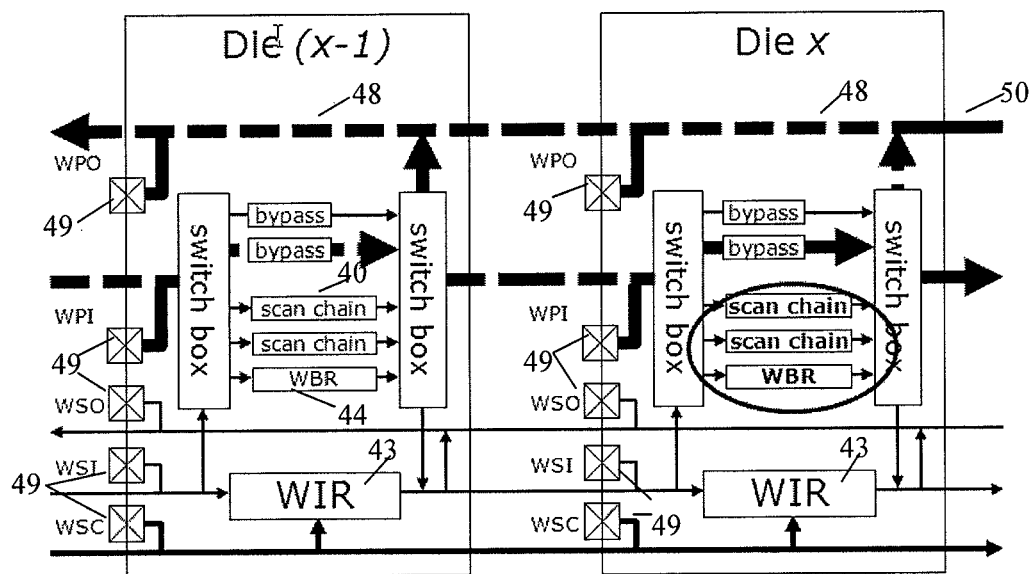 Die (x-1)
Die x
48
48
50
WPO
WPO
49
49
bypass
bypass
bypass
bypass
switch box
switch box
switch box
switch box
40
WPI
WPI
scan chain
scan chain
scan chain
scan chain
49
49
WSO
WSO
WBR
WBR
44
43
43
WSI
WSI
49
49
WIR
WIR
WSC
WSC